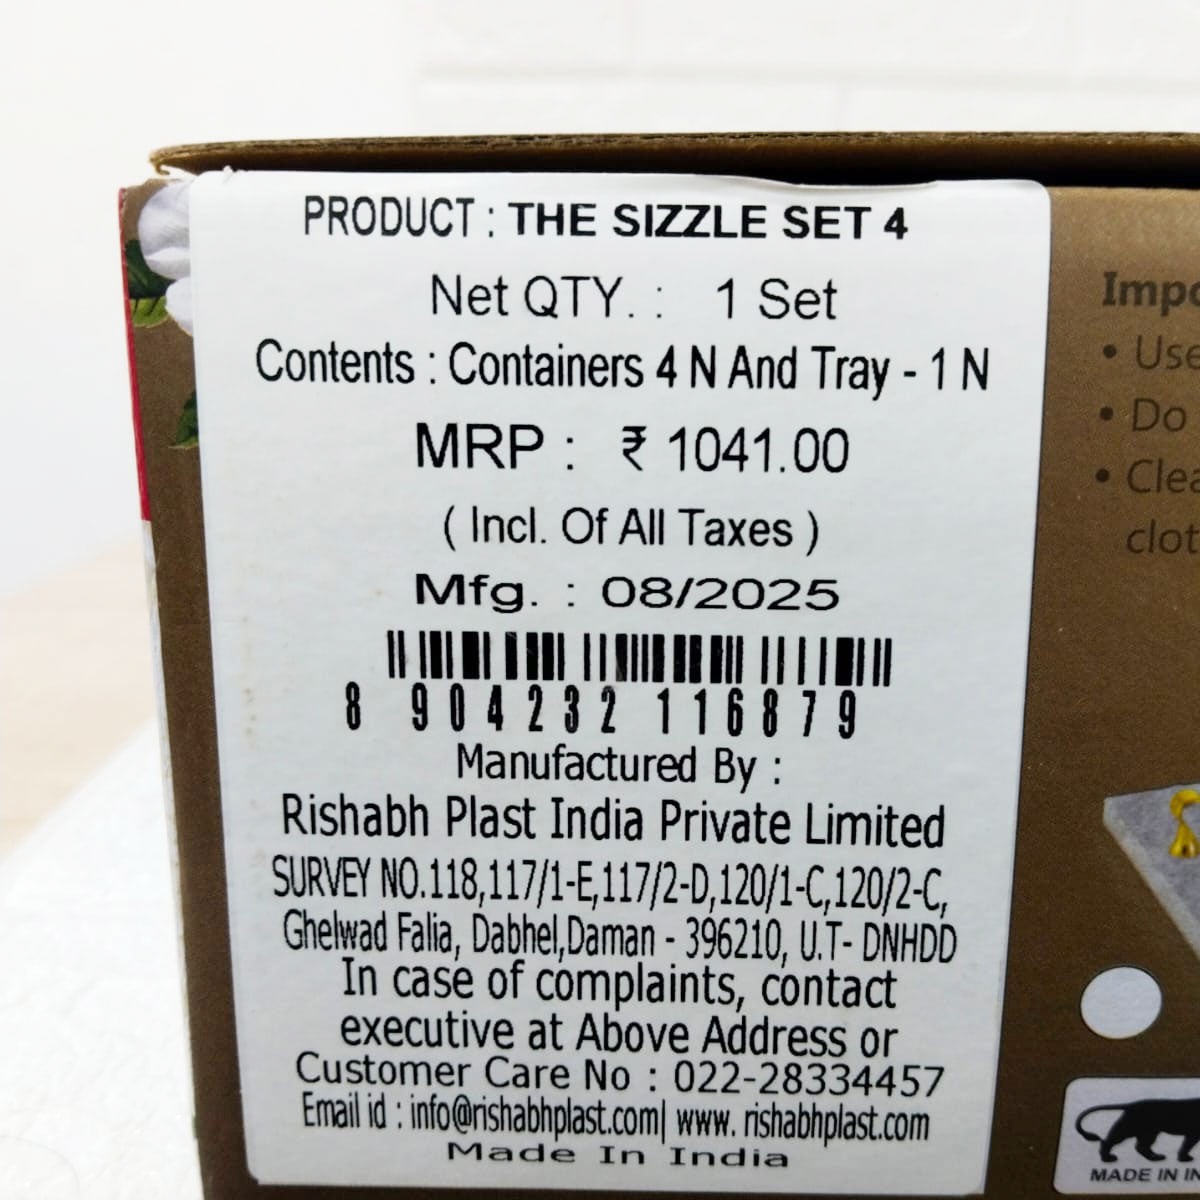 PRODUCT : THE SIZZLE SET 4
Net QTY. : 1 Set
Contents : Containers 4 N And Tray - 1 N
MRP : ₹ 1041.00
( Incl. Of All Taxes )
Mfg. : 08/2025
8 904232 116879
Manufactured By :
Rishabh Plast India Private Limited
SURVEY NO.118,117/1-E,117/2-D,120/1-C,120/2-C,
Ghelwad Falia, Dabhel,Daman - 396210, U.T- DNHDD
In case of complaints, contact
executive at Above Address or
Customer Care No : 022-28334457
Email id : info@rishabhplast.com| www. rishabhplast.com
Made In India
• Use
• Do
MADE IN